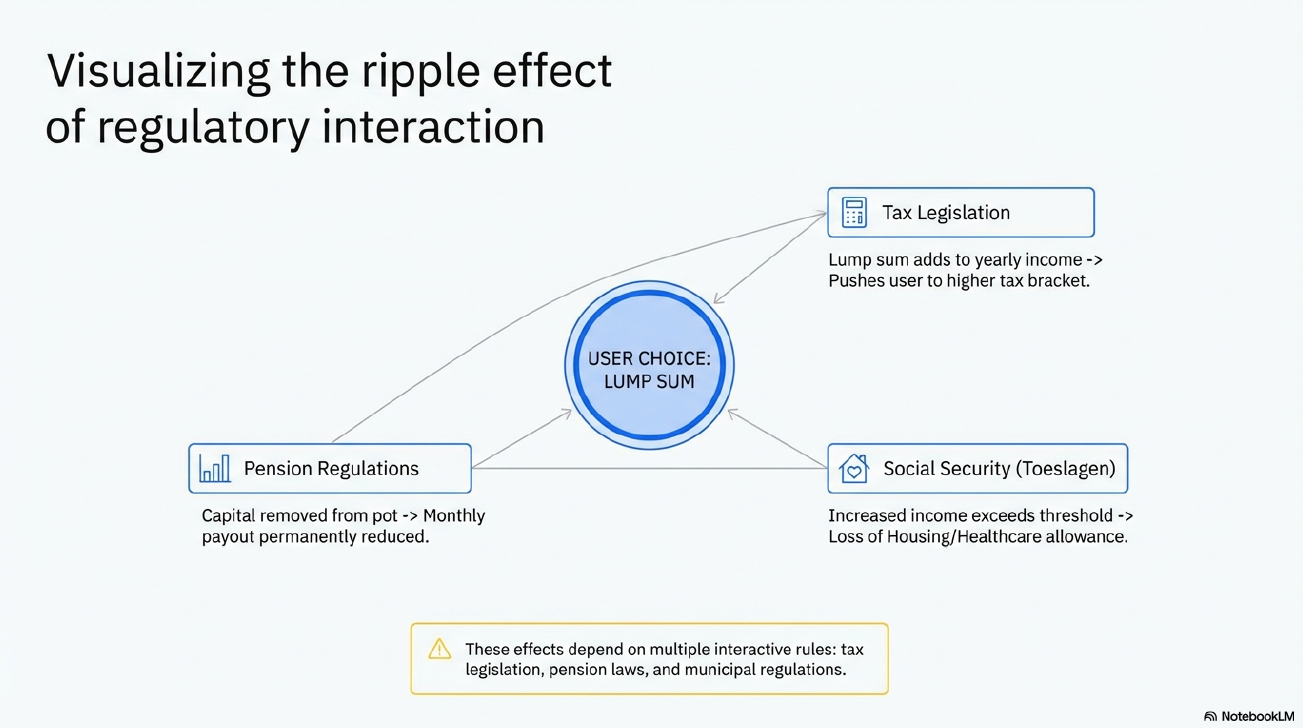 Visualizing the ripple effect
of regulatory interaction
Tax Legislation
Lump sum adds to yearly income ->
Pushes user to higher tax bracket.
USER CHOICE:
LUMP SUM
Pension Regulations
Capital removed from pot -> Monthly
payout permanently reduced.
Social Security (Toeslagen)
Increased income exceeds threshold ->
Loss of Housing/Healthcare allowance.
These effects depend on multiple interactive rules: tax
legislation, pension laws, and municipal regulations.
NotebookLM